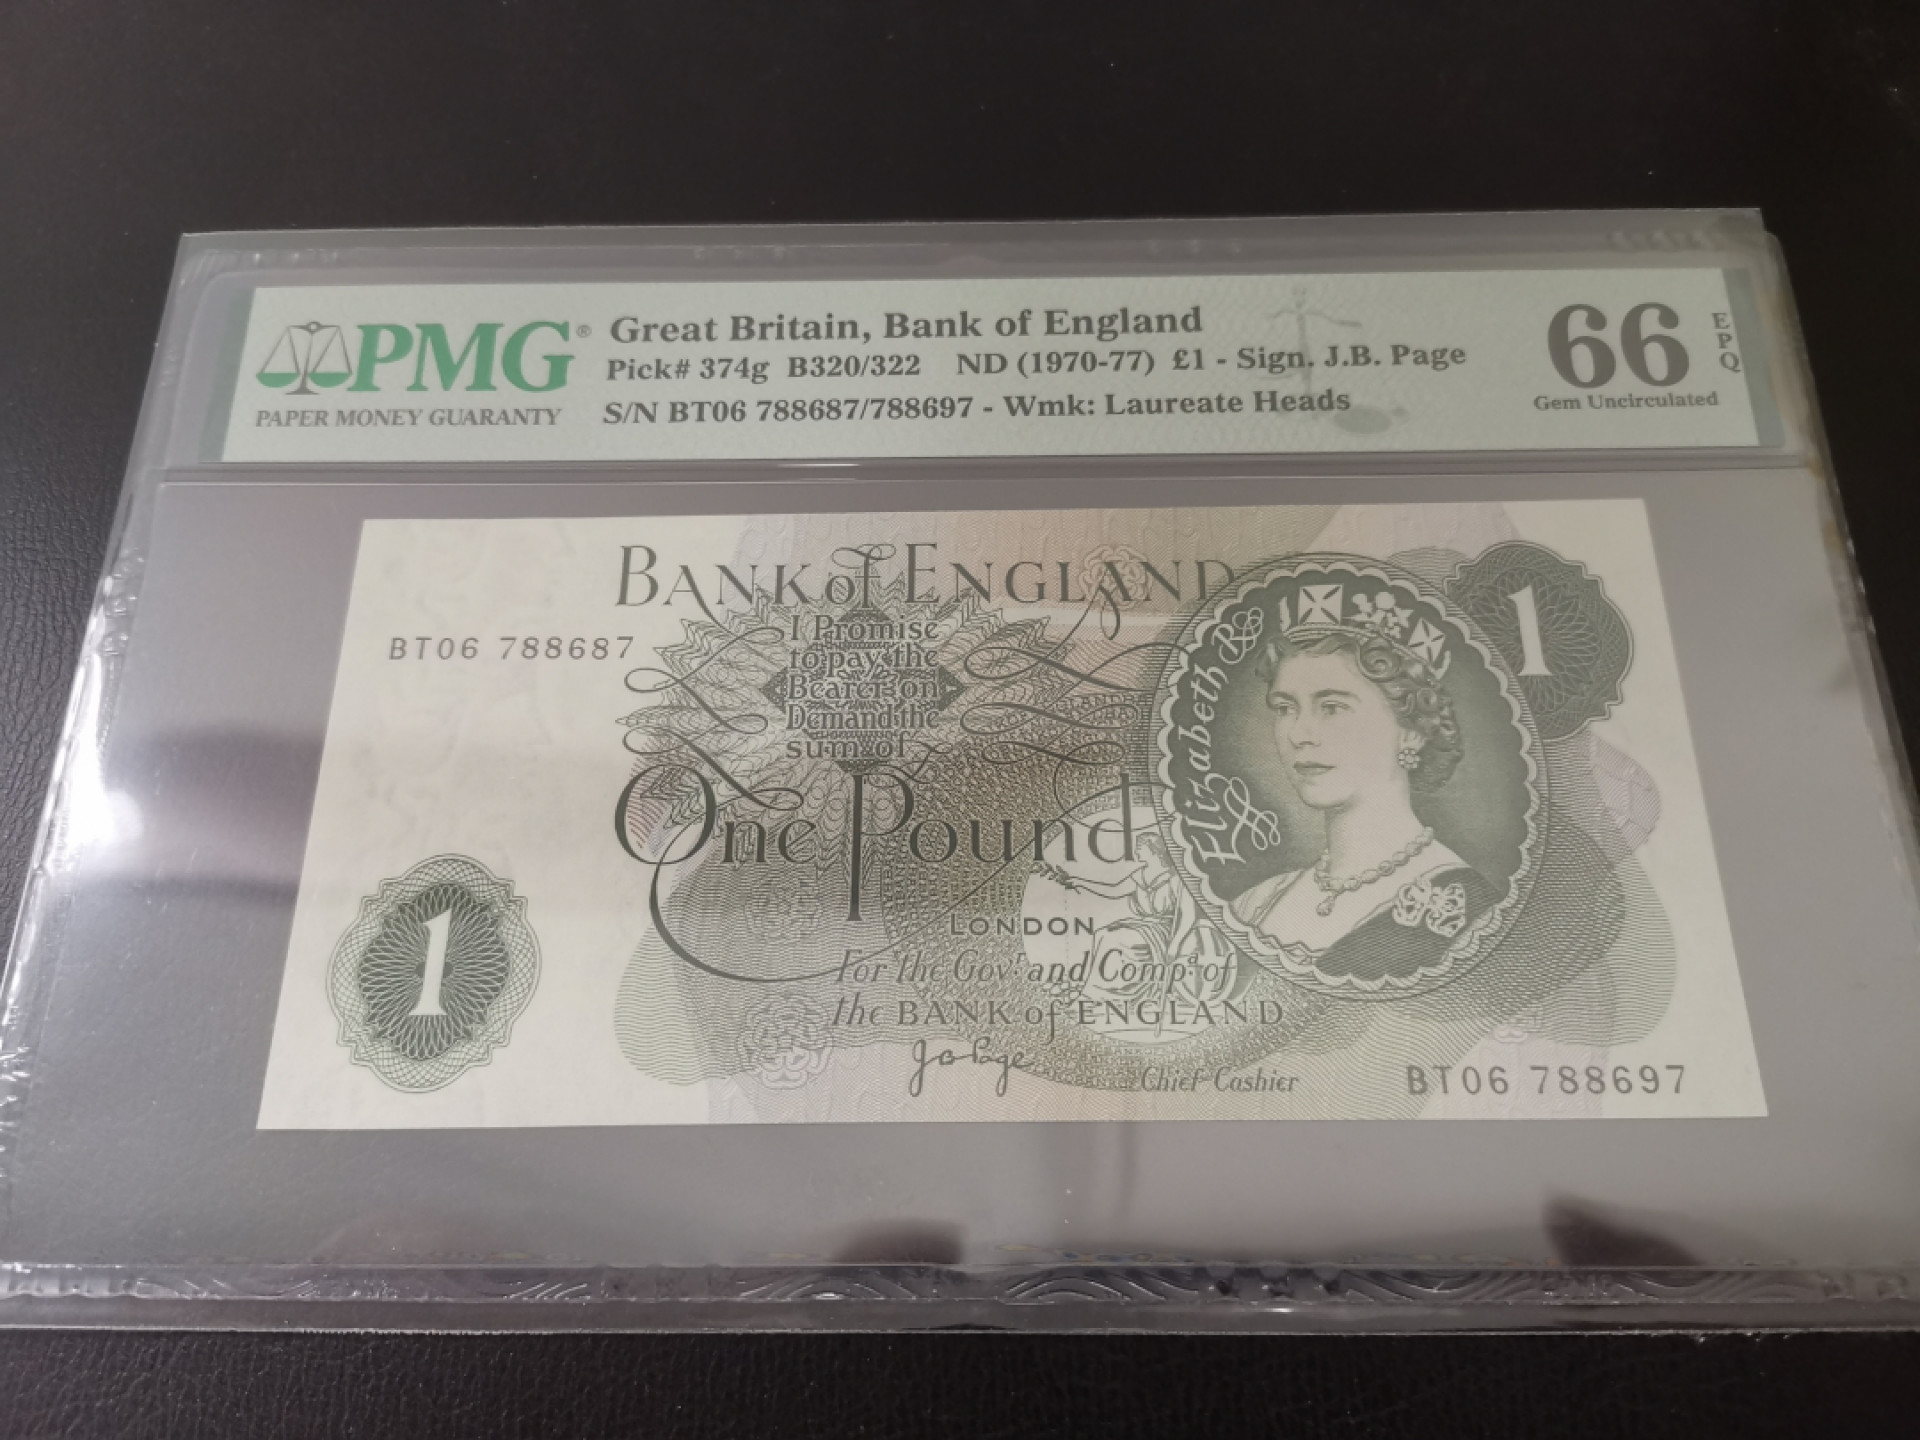 PMG®
PAPER MONEY GUARANTY
Great Britain, Bank of England
Pick# 374g B320/322 ND (1970-77) £1 - Sign. J.B. Page
S/N BT06 788687/788697 - Wmk: Laureate Heads
66
EPQ
Gem Uncirculated
BANK of ENGLAND
BT06 788687
I Promise
to pay the
Bearer on
Demand the
sum of
One Pound
1
Elizabeth R
1
LONDON
For the Govr and Compa of
the BANK of ENGLAND
J B Page
Chief Cashier
BT06 788697